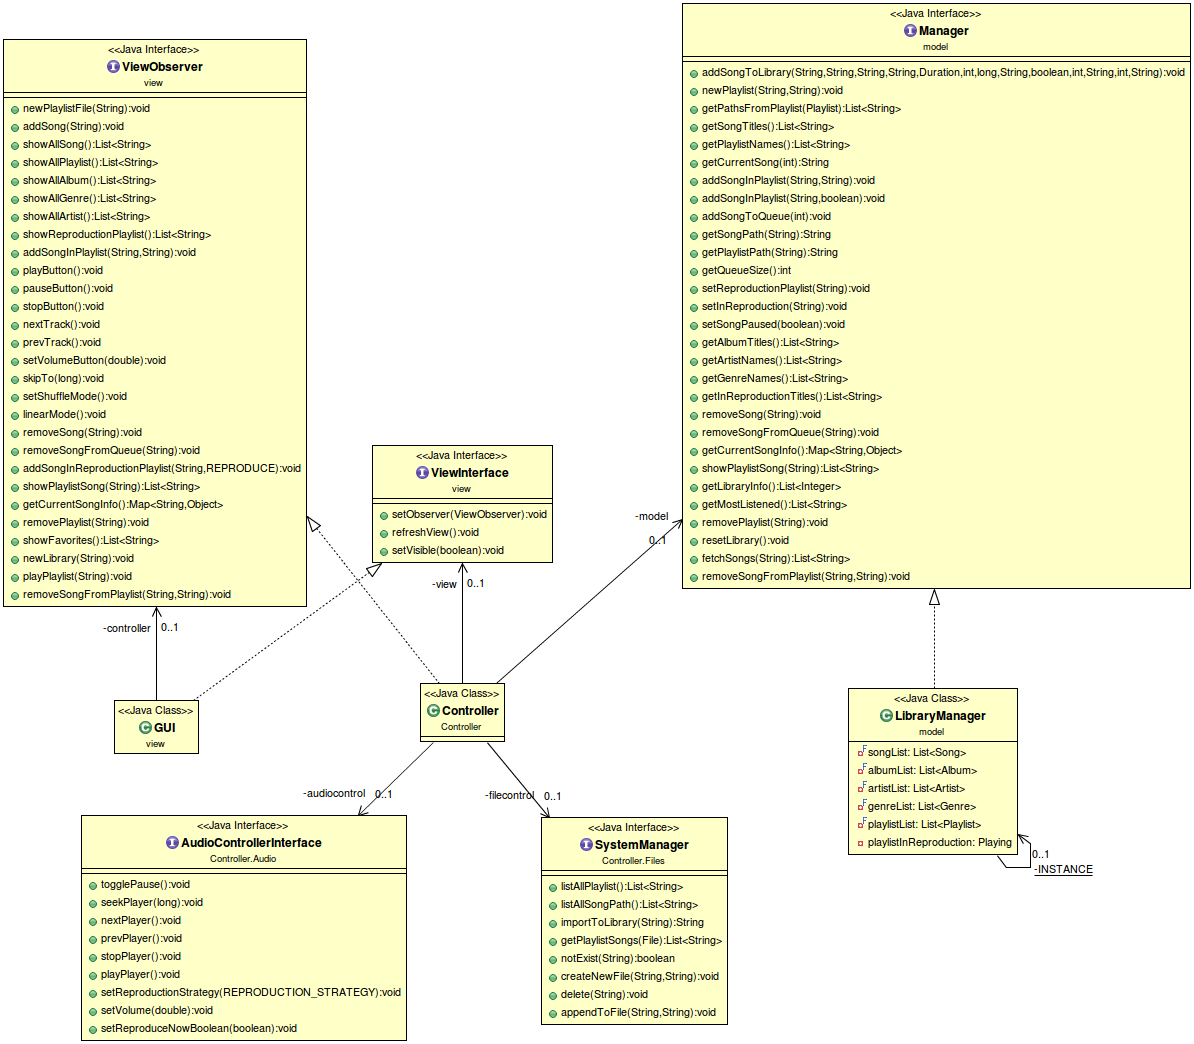 <<Java Interface>>
ViewObserver
view
newPlaylistFile(String):void
addSong(String):void
showAllSong():List<String>
showAllPlaylist():List<String>
showAllAlbum():List<String>
showAllGenre():List<String>
showAllArtist():List<String>
showReproductionPlaylist():List<String>
addSongInPlaylist(String,String):void
playButton():void
pauseButton():void
stopButton():void
nextTrack():void
prevTrack():void
setVolumeButton(double):void
skipTo(long):void
setShuffleMode():void
linearMode():void
removeSong(String):void
removeSongFromQueue(String):void
addSongInReproductionPlaylist(String,REPRODUCE):void
showPlaylistSong(String):List<String>
getCurrentSongInfo():Map<String,Object>
removePlaylist(String):void
showFavorites():List<String>
newLibrary(String):void
playPlaylist(String):void
removeSongFromPlaylist(String,String):void
<<Java Interface>>
Manager
model
addSongToLibrary(String,String,String,String,Duration,int,long,String,boolean,int,String,int,String):void
newPlaylist(String,String):void
getPathsFromPlaylist(Playlist):List<String>
getSongTitles():List<String>
getPlaylistNames():List<String>
getCurrentSong(int):String
addSongInPlaylist(String,String):void
addSongInPlaylist(String,boolean):void
addSongToQueue(int):void
getSongPath(String):String
getPlaylistPath(String):String
getQueueSize():int
setReproductionPlaylist(String):void
setInReproduction(String):void
setSongPaused(boolean):void
getAlbumTitles():List<String>
getArtistNames():List<String>
getGenreNames():List<String>
getInReproductionTitles():List<String>
removeSong(String):void
removeSongFromQueue(String):void
getCurrentSongInfo():Map<String,Object>
showPlaylistSong(String):List<String>
getLibraryInfo():List<Integer>
getMostListened():List<String>
removePlaylist(String):void
resetLibrary():void
fetchSongs(String):List<String>
removeSongFromPlaylist(String,String):void
<<Java Interface>>
ViewInterface
view
setObserver(ViewObserver):void
refreshView():void
setVisible(boolean):void
-model
0..1
-view 0..1
-controller 0..1
<<Java Class>>
GUI
view
<<Java Class>>
Controller
Controller
<<Java Class>>
LibraryManager
model
songList: List<Song>
albumList: List<Album>
artistList: List<Artist>
genreList: List<Genre>
playlistList: List<Playlist>
playlistInReproduction: Playing
0..1
-INSTANCE
-audiocontrol 0..1
-filecontrol 0..1
<<Java Interface>>
AudioControllerInterface
Controller.Audio
togglePause():void
seekPlayer(long):void
nextPlayer():void
prevPlayer():void
stopPlayer():void
playPlayer():void
setReproductionStrategy(REPRODUCTION_STRATEGY):void
setVolume(double):void
setReproduceNowBoolean(boolean):void
<<Java Interface>>
SystemManager
Controller.Files
listAllPlaylist():List<String>
listAllSongPath():List<String>
importToLibrary(String):String
getPlaylistSongs(File):List<String>
notExist(String):boolean
createNewFile(String,String):void
delete(String):void
appendToFile(String,String):void